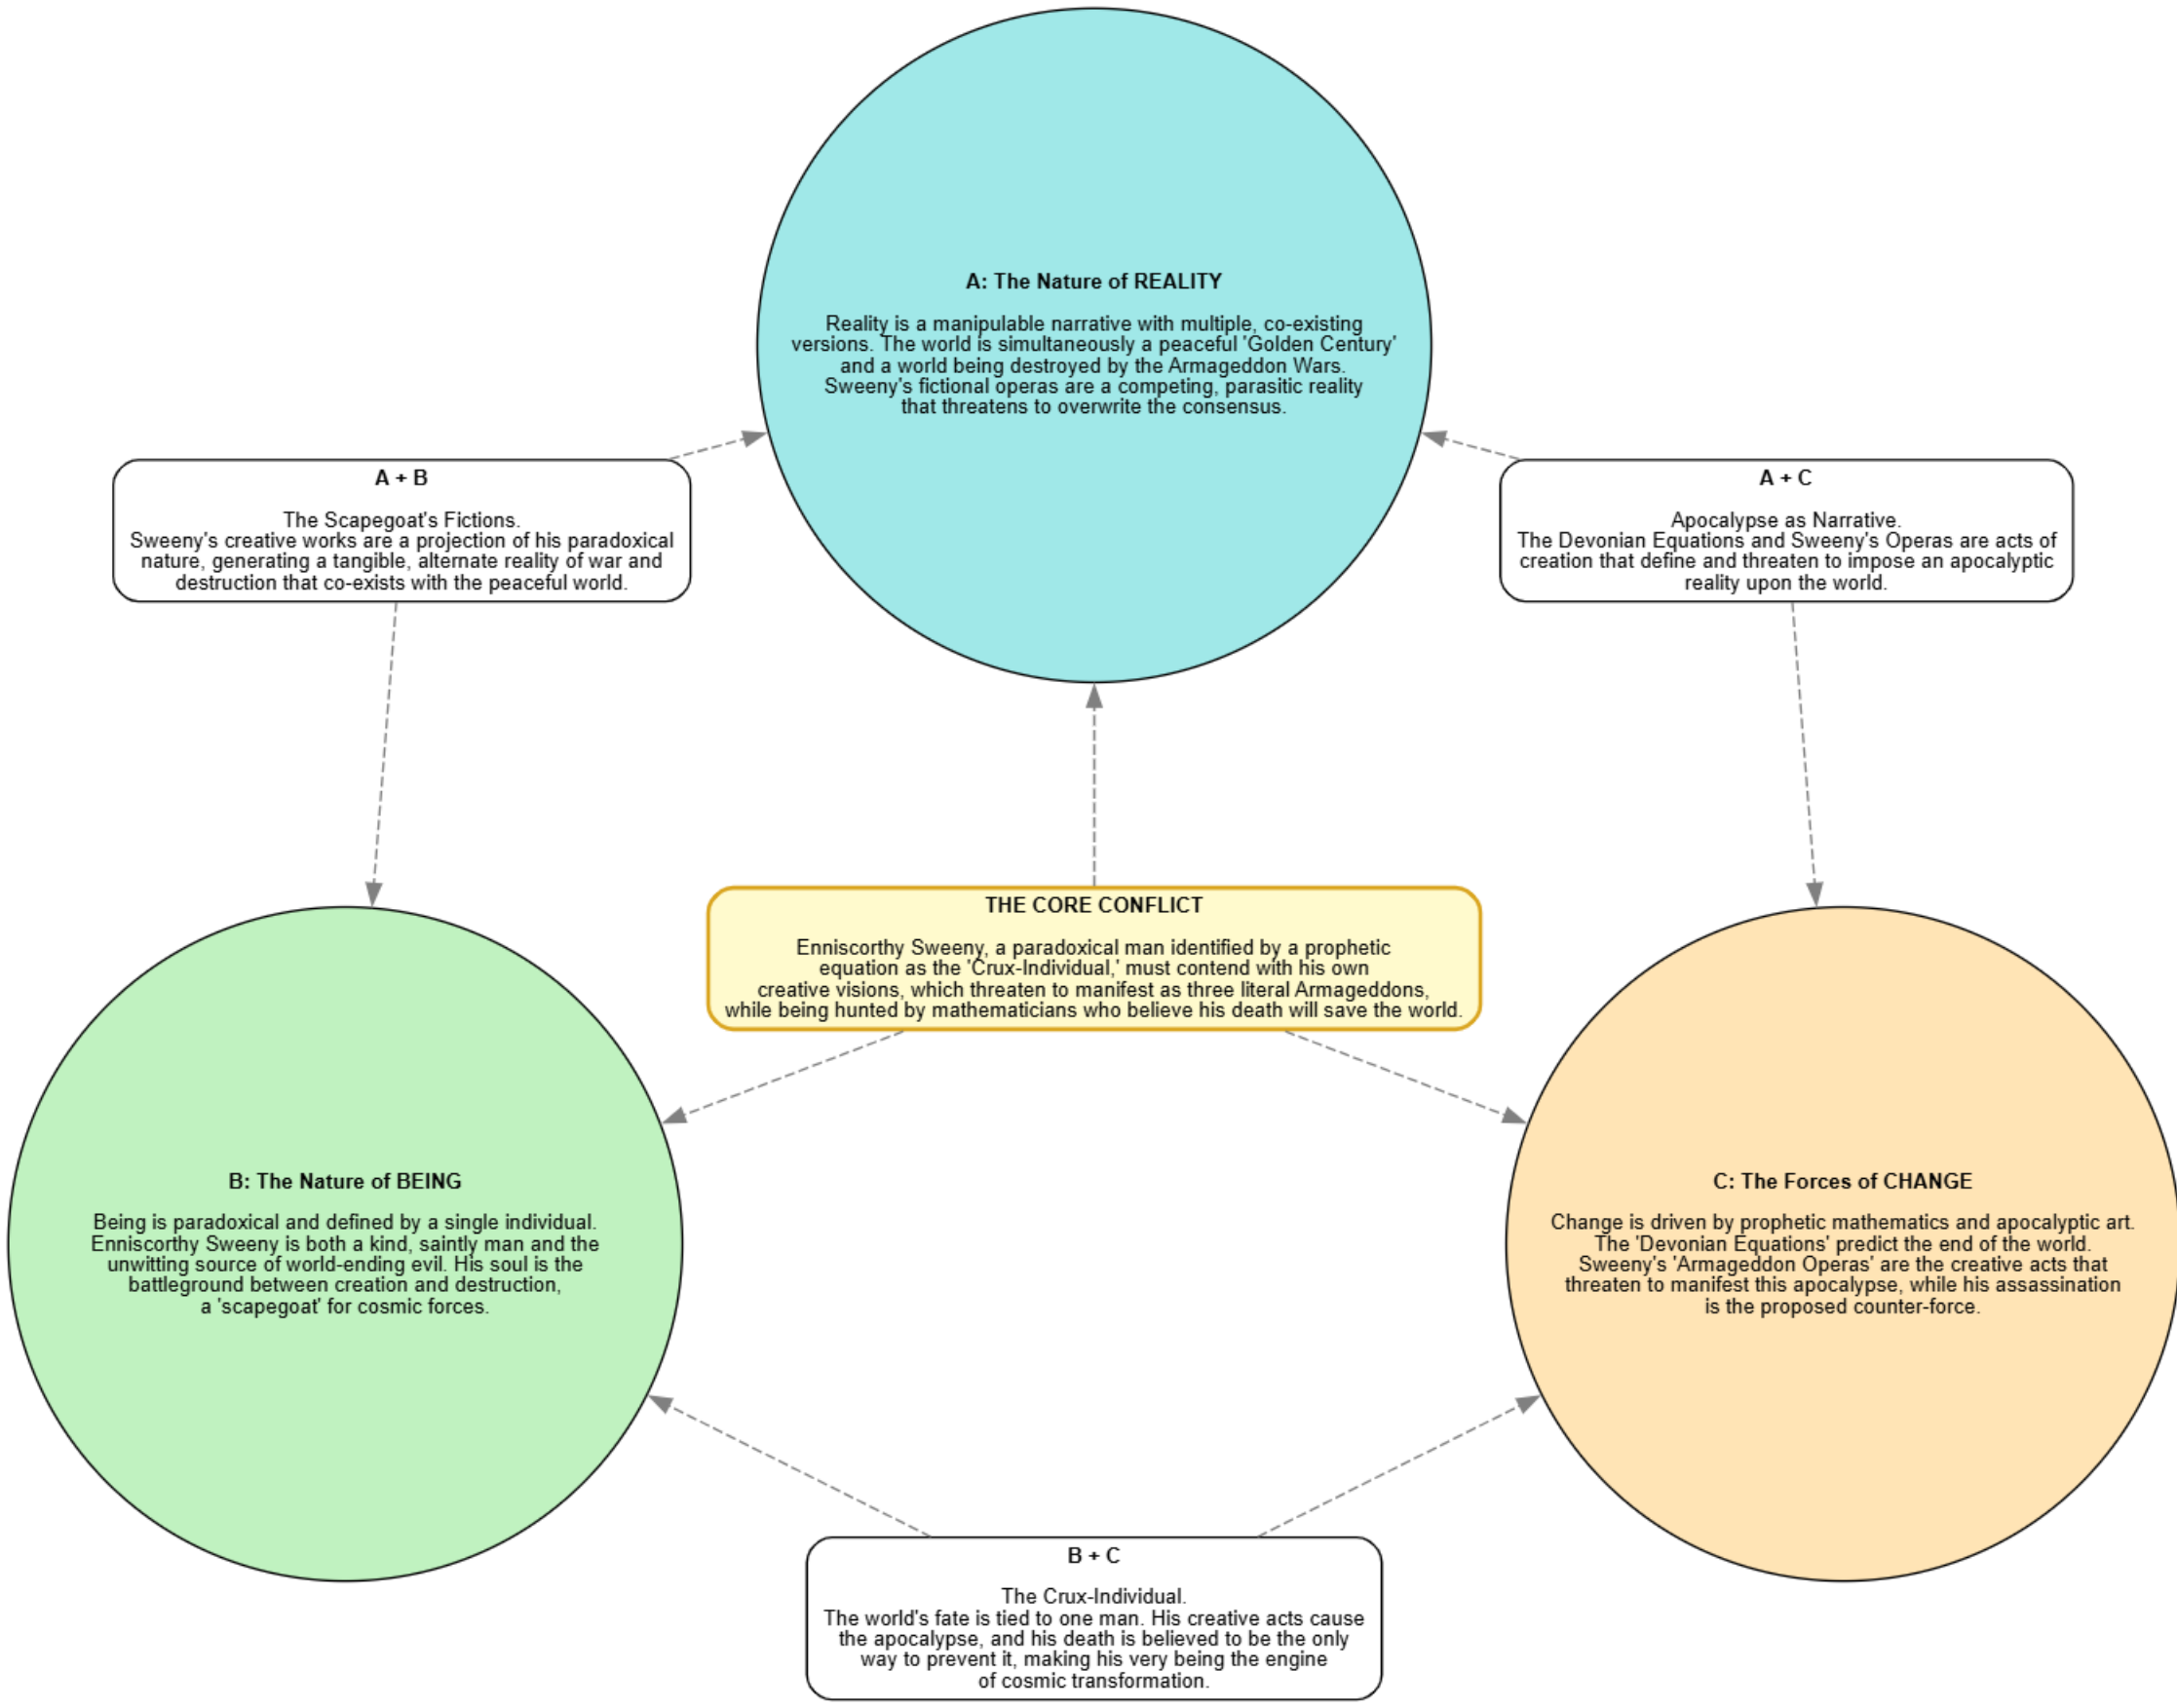 A: The Nature of REALITY
Reality is a manipulable narrative with multiple, co-existing
versions. The world is simultaneously a peaceful 'Golden Century'
and a world being destroyed by the Armageddon Wars.
Sweeny's fictional operas are a competing, parasitic reality
that threatens to overwrite the consensus.
A + B
The Scapegoat's Fictions.
Sweeny's creative works are a projection of his paradoxical
nature, generating a tangible, alternate reality of war and
destruction that co-exists with the peaceful world.
A + C
Apocalypse as Narrative.
The Devonian Equations and Sweeny's Operas are acts of
creation that define and threaten to impose an apocalyptic
reality upon the world.
THE CORE CONFLICT
Enniscorthy Sweeny, a paradoxical man identified by a prophetic
equation as the 'Crux-Individual,' must contend with his own
creative visions, which threaten to manifest as three literal Armageddons,
while being hunted by mathematicians who believe his death will save the world.
B: The Nature of BEING
Being is paradoxical and defined by a single individual.
Enniscorthy Sweeny is both a kind, saintly man and the
unwitting source of world-ending evil. His soul is the
battleground between creation and destruction,
a 'scapegoat' for cosmic forces.
C: The Forces of CHANGE
Change is driven by prophetic mathematics and apocalyptic art.
The 'Devonian Equations' predict the end of the world.
Sweeny's 'Armageddon Operas' are the creative acts that
threaten to manifest this apocalypse, while his assassination
is the proposed counter-force.
B + C
The Crux-Individual.
The world's fate is tied to one man. His creative acts cause
the apocalypse, and his death is believed to be the only
way to prevent it, making his very being the engine
of cosmic transformation.